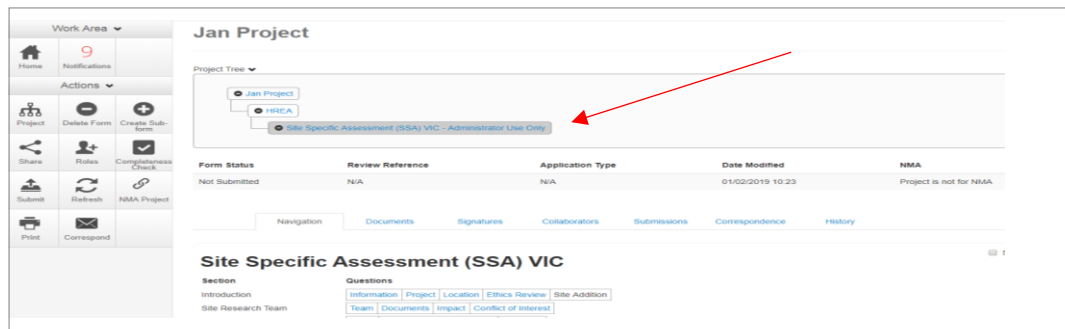 Work Area
Jan Project
Home
9
Notifications
Project Tree
Actions
Jan Project
HREA
Site Specific Assessment (SSA) VIC - Administrator Use Only
Project
Delete Form
Create Sub-form
Share
Roles
Completeness Check
Submit
Refresh
NMA Project
Print
Correspond
Form Status Review Reference Application Type Date Modified NMA
Not Submitted N/A N/A 01/02/2019 10:23 Project is not for NMA
Navigation Documents Signatures Collaborators Submissions Correspondence History
Site Specific Assessment (SSA) VIC
Section Questions
Introduction Information Project Location Ethics Review Site Addition
Site Research Team Team Documents Impact Conflict of Interest